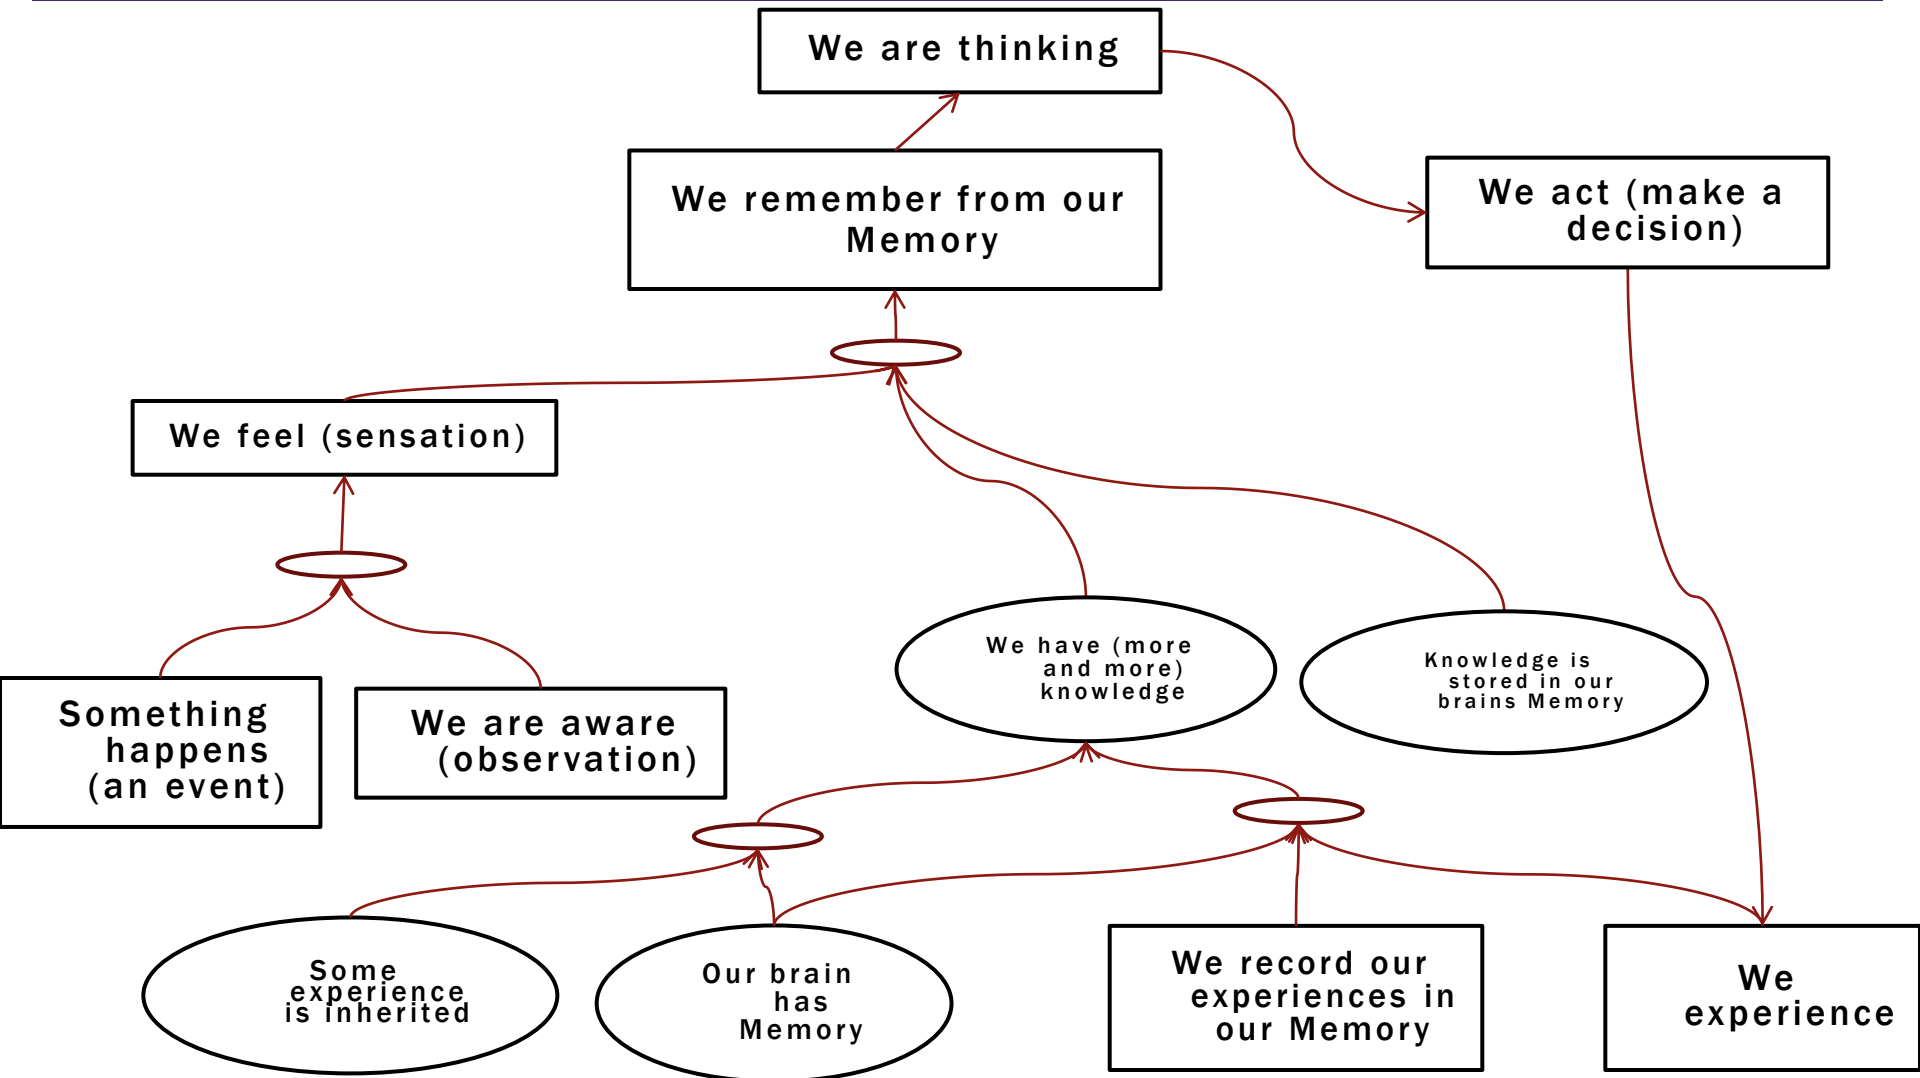 We are thinking
We remember from our
Memory
We act (make a
decision)
We feel (sensation)
Something
happens
(an event)
We are aware
(observation)
We have (more
and more)
knowledge
Knowledge is
stored in our
brains Memory
Some
experience
is inherited
Our brain
has
Memory
We record our
experiences in
our Memory
We
experience